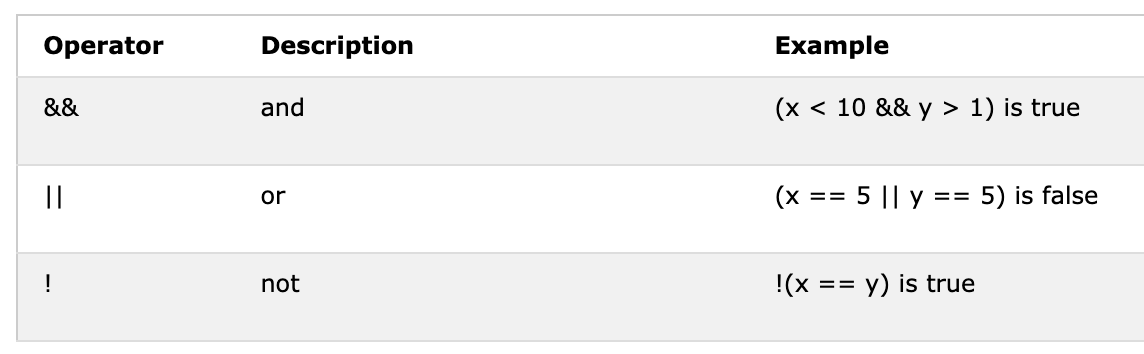 Operator Description Example
&& and (x < 10 && y > 1) is true
|| or (x == 5 || y == 5) is false
! not !(x == y) is true